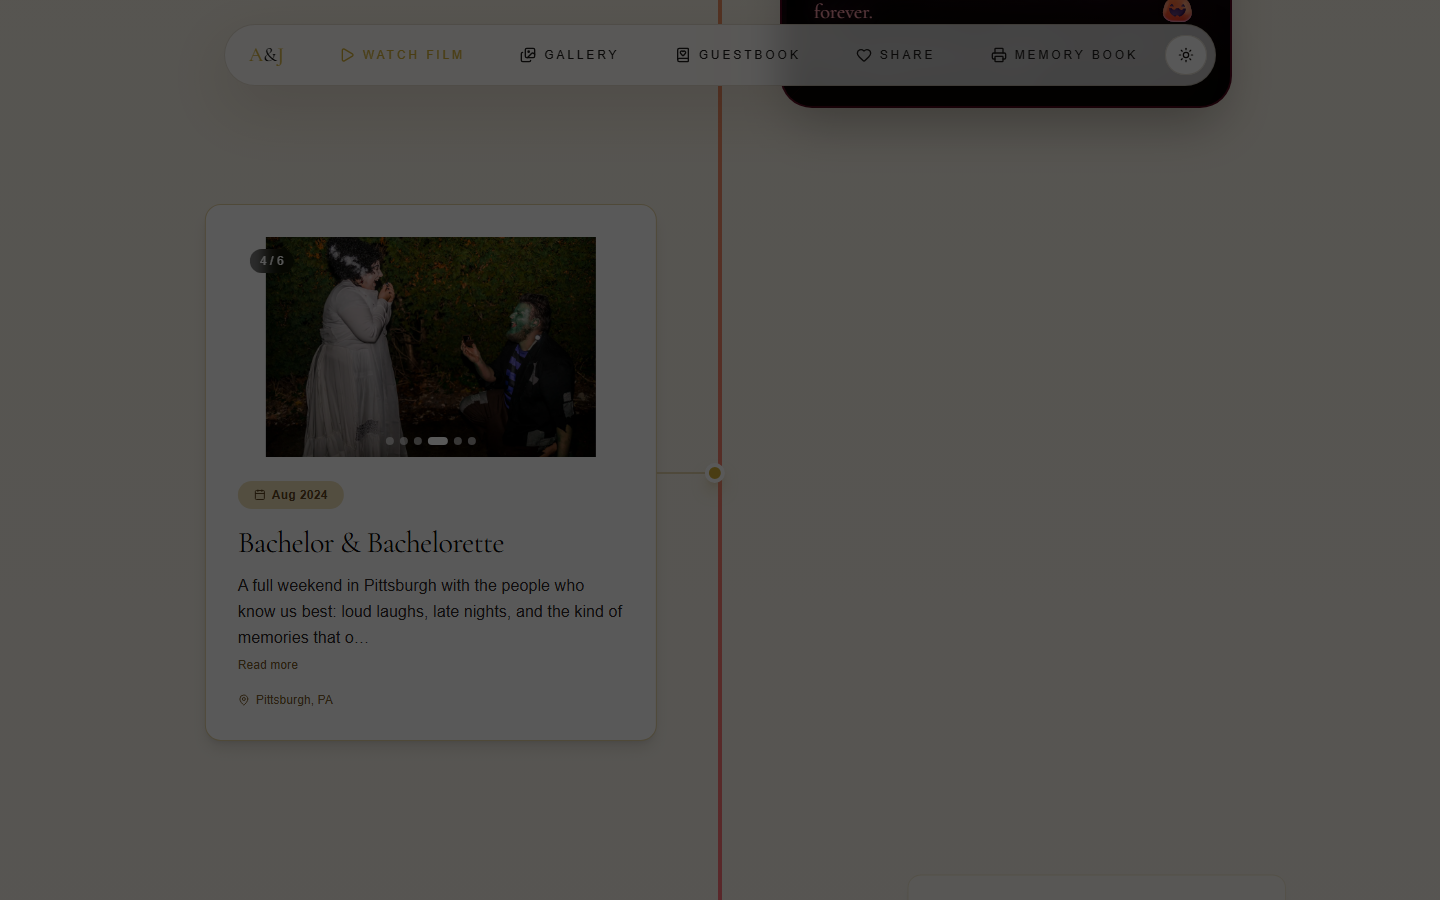 forever.
A&J
WATCH FILM
GALLERY
GUESTBOOK
SHARE
MEMORY BOOK
4 / 6
Aug 2024
Bachelor & Bachelorette
A full weekend in Pittsburgh with the people who
know us best: loud laughs, late nights, and the kind of
memories that o...
Read more
Pittsburgh, PA